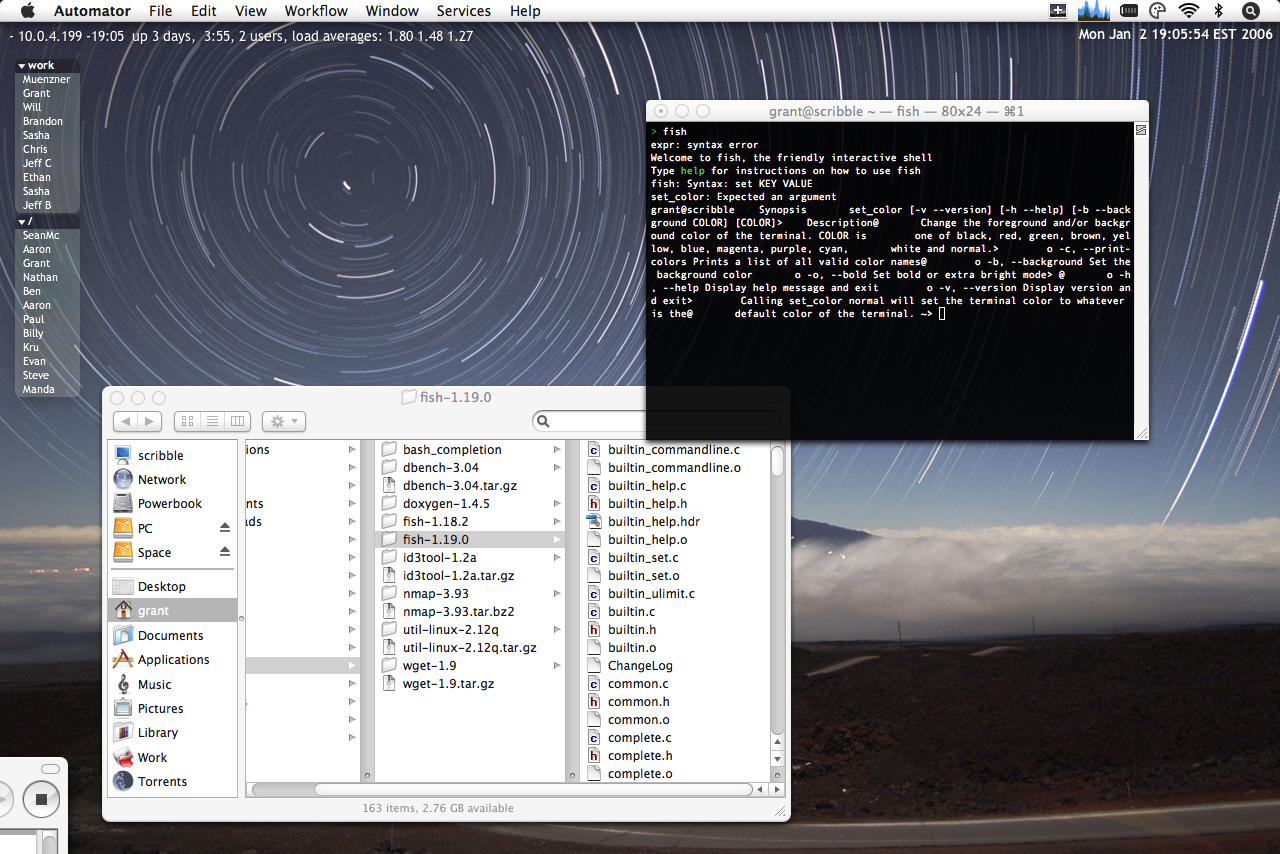 Automator File Edit View Workflow Window Services Help
- 10.0.4.199 -19:05 up 3 days, 3:55, 2 users, load averages: 1.80 1.48 1.27
Mon Jan 2 19:05:54 EST 2006
work
Muenzner
Grant
Will
Brandon
Sasha
Chris
Jeff C
Ethan
Sasha
Jeff B
/
SeanMc
Aaron
Grant
Nathan
Ben
Aaron
Paul
Billy
Kru
Evan
Steve
Manda
grant@scribble ~ — fish — 80x24 — ⌘1
> fish
expr: syntax error
Welcome to fish, the friendly interactive shell
Type help for instructions on how to use fish
fish: Syntax: set KEY VALUE
set_color: Expected an argument
grant@scribble Synopsis set_color [-v --version] [-h --help] [-b --back
ground COLOR] [COLOR]> Description@ Change the foreground and/or backgr
ound color of the terminal. COLOR is one of black, red, green, brown, yel
low, blue, magenta, purple, cyan, white and normal.> o -c, --print-
colors Prints a list of all valid color names@ o -b, --background Set the
background color o -o, --bold Set bold or extra bright mode> @ o -h
, --help Display help message and exit o -v, --version Display version an
d exit> Calling set_color normal will set the terminal color to whatever
is the@ default color of the terminal. ~>
fish-1.19.0
scribble
Network
Powerbook
PC
Space
Desktop
grant
Documents
Applications
Music
Pictures
Library
Work
Torrents
ions
nts
ds
bash_completion
dbench-3.04
dbench-3.04.tar.gz
doxygen-1.4.5
fish-1.18.2
fish-1.19.0
id3tool-1.2a
id3tool-1.2a.tar.gz
nmap-3.93
nmap-3.93.tar.bz2
util-linux-2.12q
util-linux-2.12q.tar.gz
wget-1.9
wget-1.9.tar.gz
builtin_commandline.c
builtin_commandline.o
builtin_help.c
builtin_help.h
builtin_help.hdr
builtin_help.o
builtin_set.c
builtin_set.o
builtin_ulimit.c
builtin.c
builtin.h
builtin.o
ChangeLog
common.c
common.h
common.o
complete.c
complete.h
complete.o
163 items, 2.76 GB available